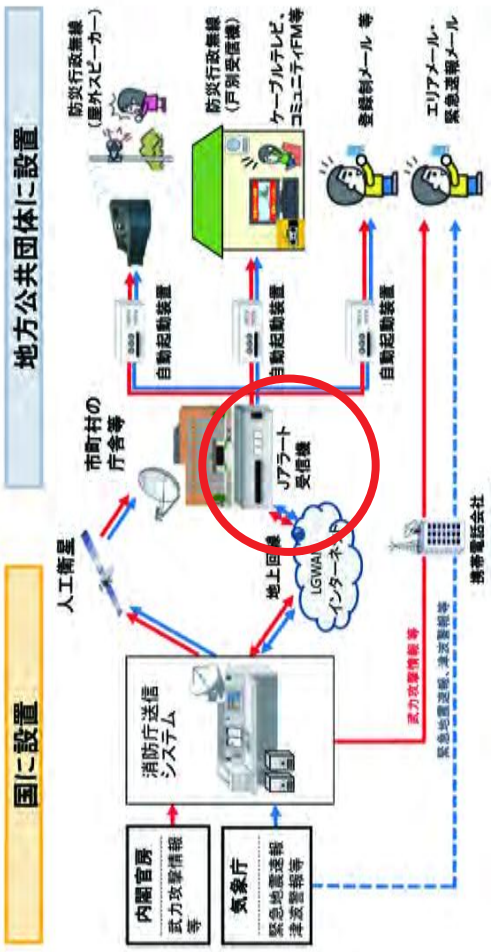 国に設置
地方公共団体に設置
内閣官房
武力攻撃情報
等
気象庁
緊急地震速報
津波警報等
消防庁送信
システム
人工衛星
地上回線
LGWAN
インターネット
市町村の
庁舎等
Jアラート
受信機
自動起動装置
自動起動装置
自動起動装置
防災行政無線
(屋外スピーカー)
防災行政無線
(戸別受信機)
ケーブルテレビ、
コミュニティFM等
登録制メール 等
エリアメール・
緊急速報メール
武力攻撃情報 等
緊急地震速報、津波警報等
携帯電話会社